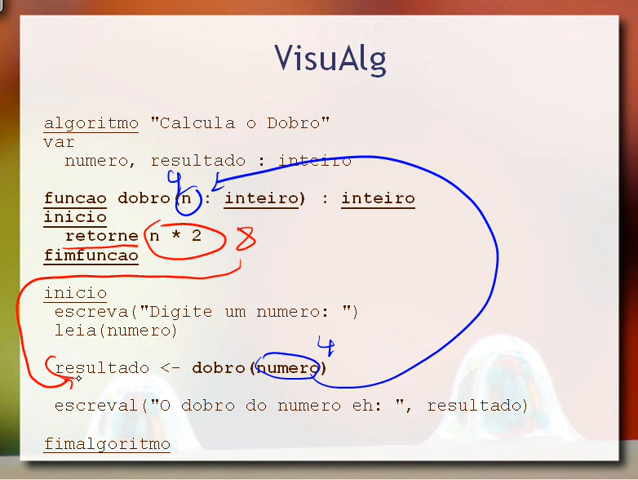 VisuAlg
algoritmo "Calcula o Dobro"
var
numero, resultado : inteiro
4
funcao dobro(n : inteiro) : inteiro
inicio
retorne n * 2 8
fimfuncao
inicio
escreva("Digite um numero: ")
leia(numero)
4
resultado <- dobro(numero)
escreval("O dobro do numero eh: ", resultado)
fimalgoritmo